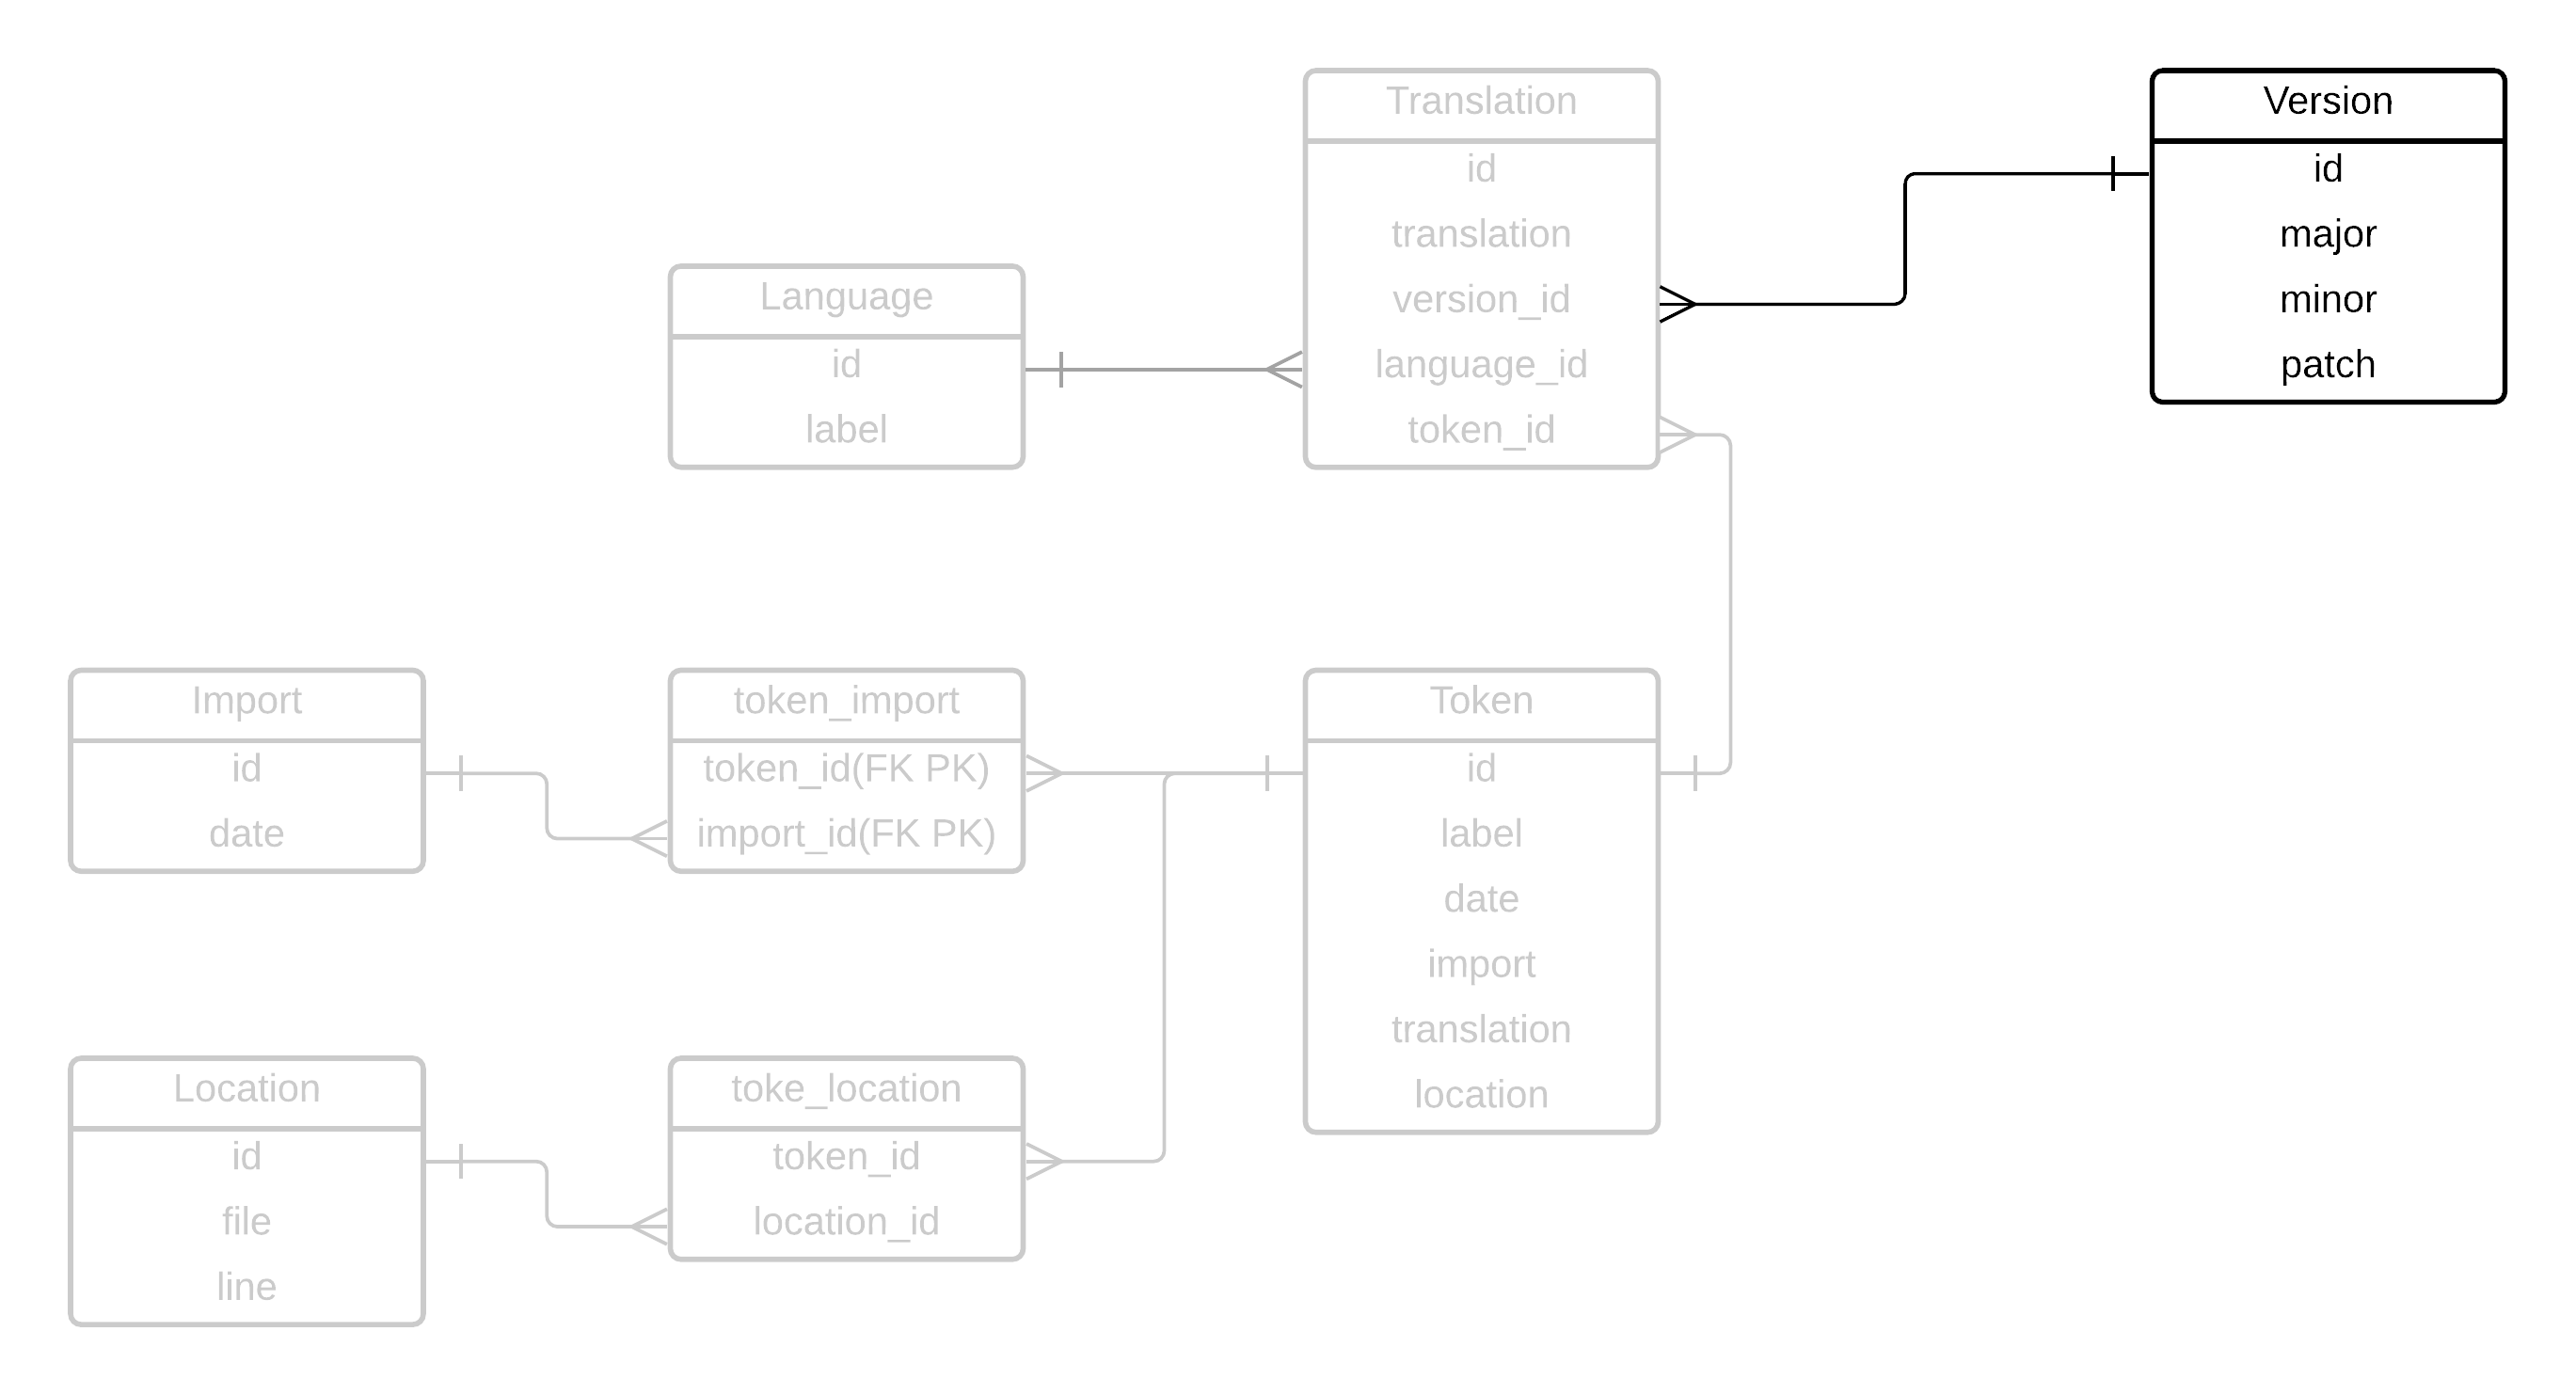 Translation
id
translation
version_id
language_id
token_id
Version
id
major
minor
patch
Language
id
label
Import
id
date
token_import
token_id(FK PK)
import_id(FK PK)
Token
id
label
date
import
translation
location
Location
id
file
line
toke_location
token_id
location_id